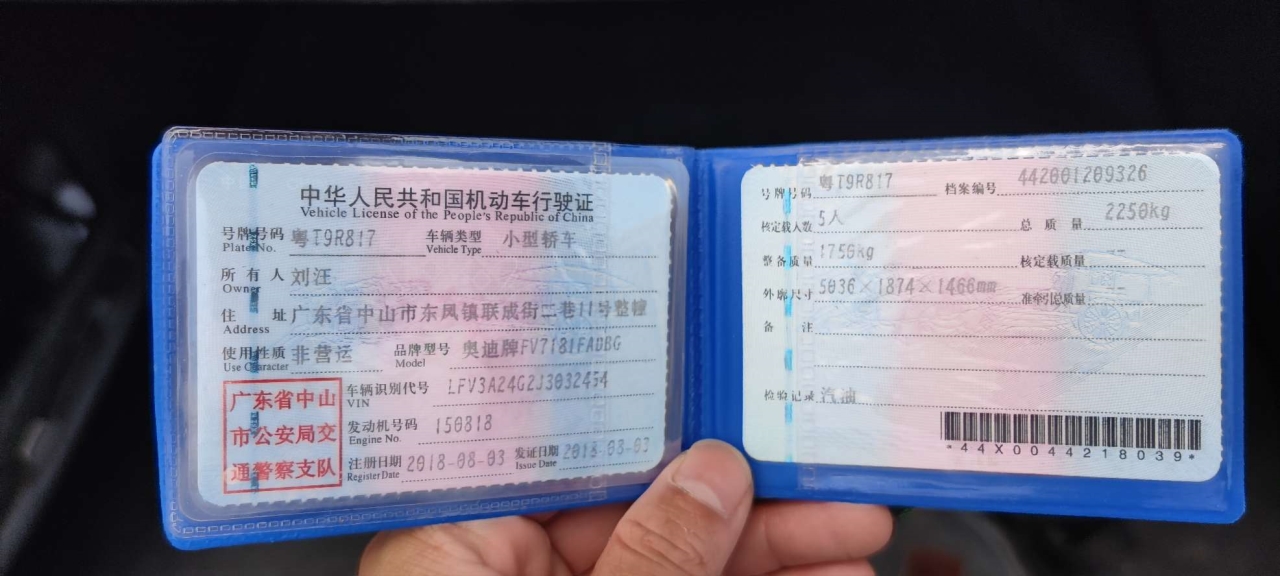 中华人民共和国机动车行驶证
Vehicle License of the People's Republic of China
号牌号码 粤T9R817 车辆类型 小型轿车
Plate No. Vehicle Type
所有人 刘汪
Owner
住址 广东省中山市东凤镇联成街二巷11号整幢
Address
使用性质 非营运 品牌型号 奥迪牌FV7181FADBG
Use Character Model
广东省中山
市公安局交
通警察支队
车辆识别代号 LFV3A24G2J3032454
VIN
发动机号码 150818
Engine No.
注册日期 2018-08-03 发证日期 2018-08-03
Register Date Issue Date
号牌号码 粤T9R817 档案编号 442001209326
核定载人数 5人 总质量 2250kg
整备质量 1750kg 核定载质量 --
外廓尺寸 5036×1874×1466mm 准牵引总质量 --
备注
检验记录 汽油
*44X0044218039*